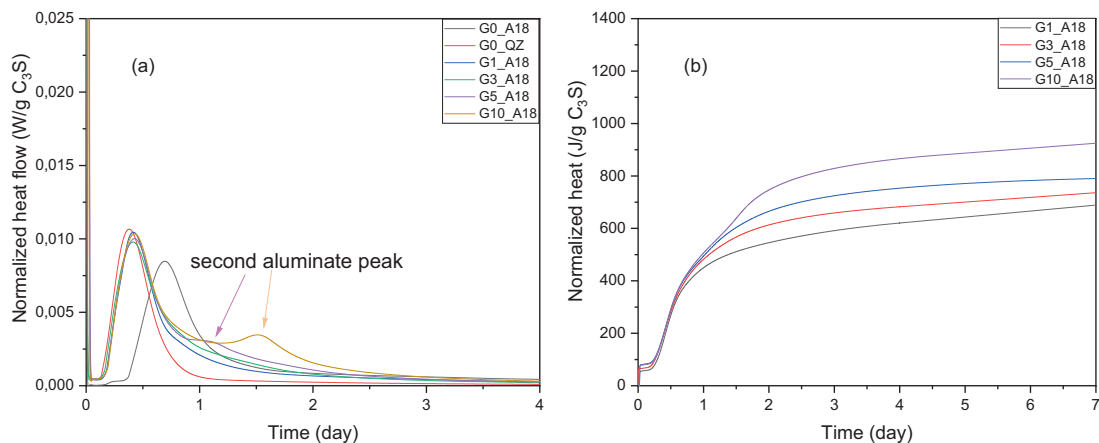 (a)
G0_A18
G0_QZ
G1_A18
G3_A18
G5_A18
G10_A18
second aluminate peak
Normalized heat flow (W/g C₃S)
0,025
0,020
0,015
0,010
0,005
0,000
0
1
2
3
4
Time (day)
(b)
G1_A18
G3_A18
G5_A18
G10_A18
Normalized heat (J/g C₃S)
1400
1200
1000
800
600
400
200
0
0
1
2
3
4
5
6
7
Time (day)